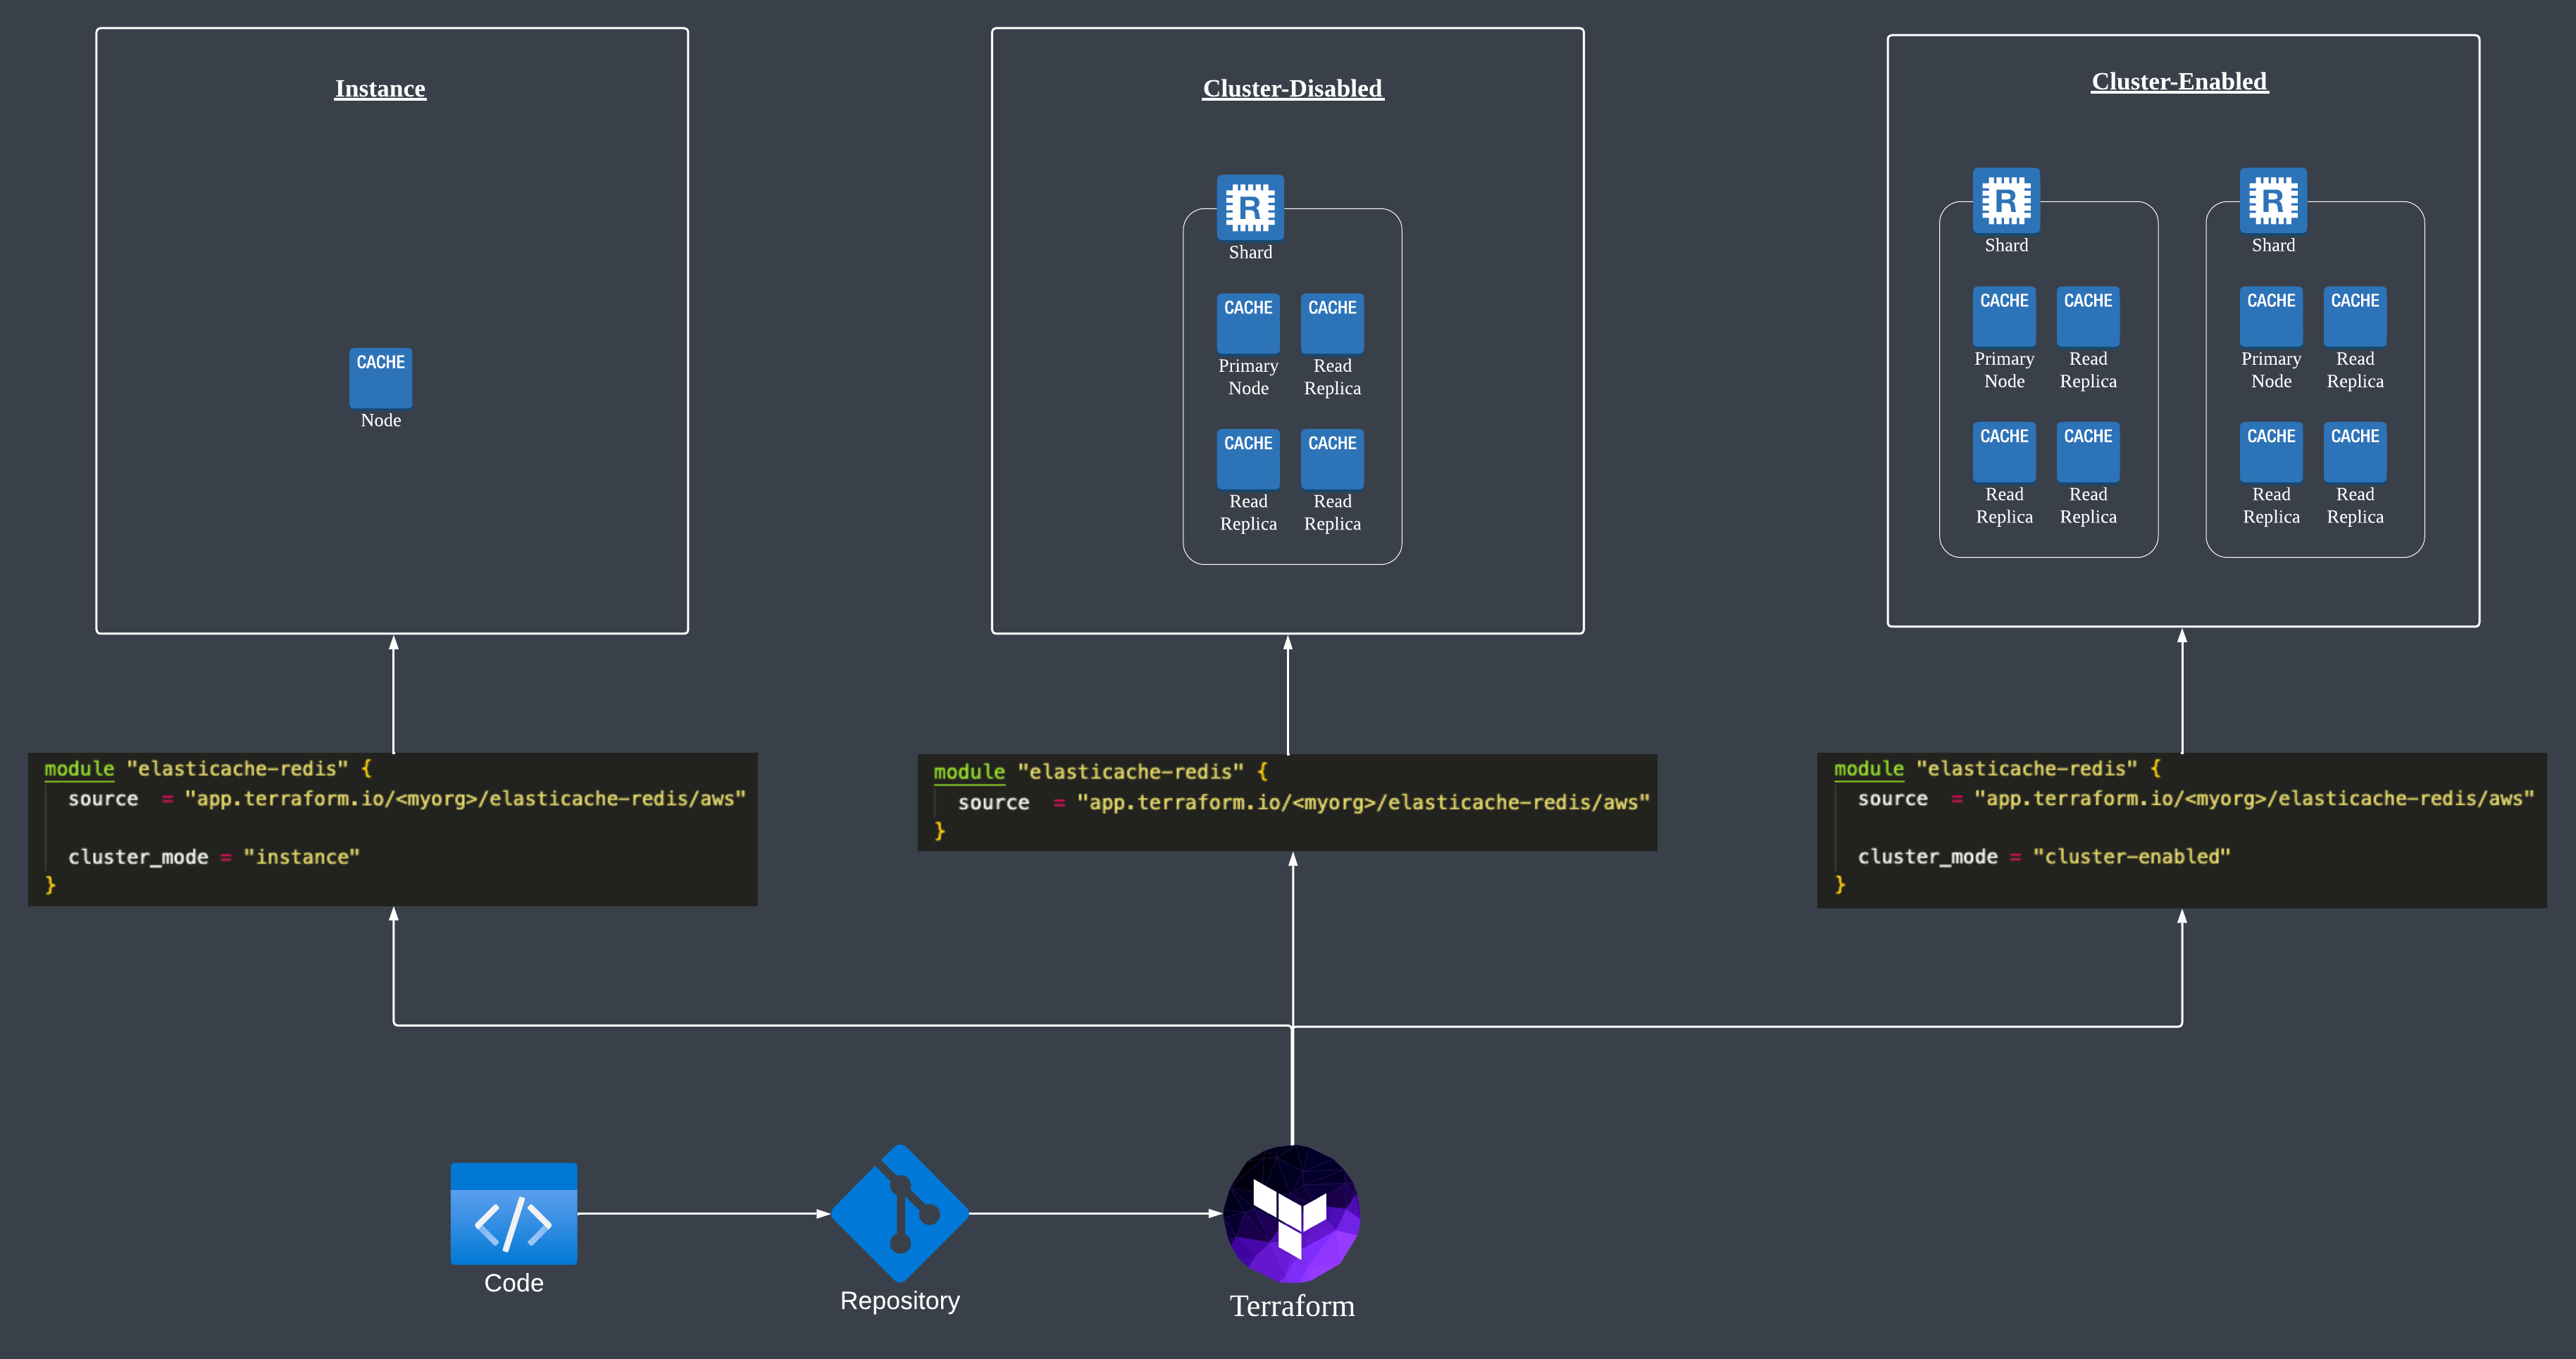 Instance
CACHE
Node
Cluster-Disabled
R
Shard
CACHE
CACHE
Primary
Node
Read
Replica
CACHE
CACHE
Read
Replica
Read
Replica
Cluster-Enabled
R
Shard
CACHE
CACHE
Primary
Node
Read
Replica
CACHE
CACHE
Read
Replica
Read
Replica
R
Shard
CACHE
CACHE
Primary
Node
Read
Replica
CACHE
CACHE
Read
Replica
Read
Replica
module "elasticache-redis" {
source = "app.terraform.io/<myorg>/elasticache-redis/aws"
cluster_mode = "instance"
}
module "elasticache-redis" {
source = "app.terraform.io/<myorg>/elasticache-redis/aws"
}
module "elasticache-redis" {
source = "app.terraform.io/<myorg>/elasticache-redis/aws"
cluster_mode = "cluster-enabled"
}
Code
Repository
Terraform